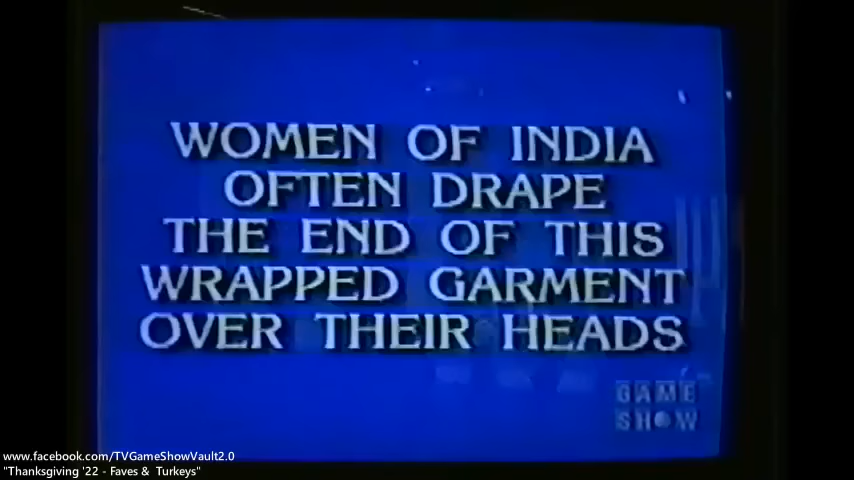 WOMEN OF INDIA
OFTEN DRAPE
THE END OF THIS
WRAPPED GARMENT
OVER THEIR HEADS
GAME
SHOW
www.facebook.com/TVGameShowVault2.0
"Thanksgiving '22 - Faves & Turkeys"